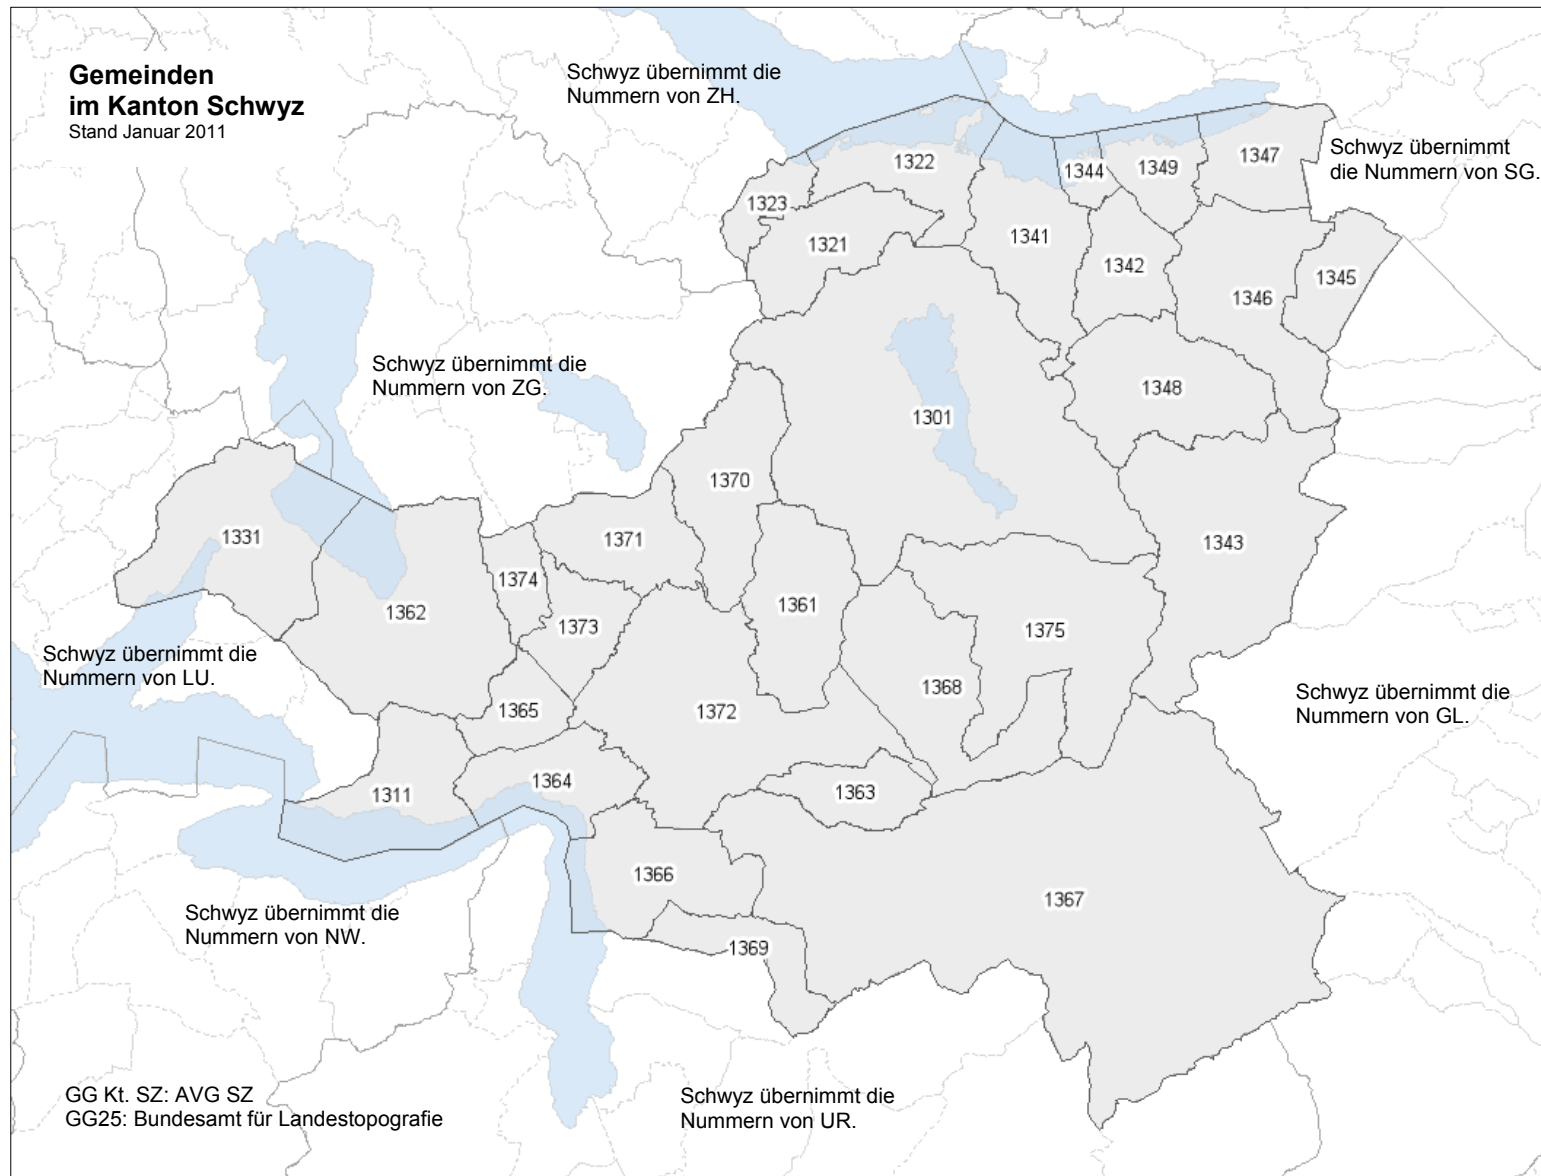 Gemeinden
im Kanton Schwyz
Stand Januar 2011
Schwyz übernimmt die
Nummern von ZH.
Schwyz übernimmt
die Nummern von SG.
1322
1344
1349
1347
1323
1321
1341
1342
1346
1345
Schwyz übernimmt die
Nummern von ZG.
1348
1301
1370
1331
1371
1343
1374
1362
1361
1373
1375
Schwyz übernimmt die
Nummern von LU.
1368
1365
1372
Schwyz übernimmt die
Nummern von GL.
1364
1311
1363
1366
1367
Schwyz übernimmt die
Nummern von NW.
1369
GG Kt. SZ: AVG SZ
GG25: Bundesamt für Landestopografie
Schwyz übernimmt die
Nummern von UR.